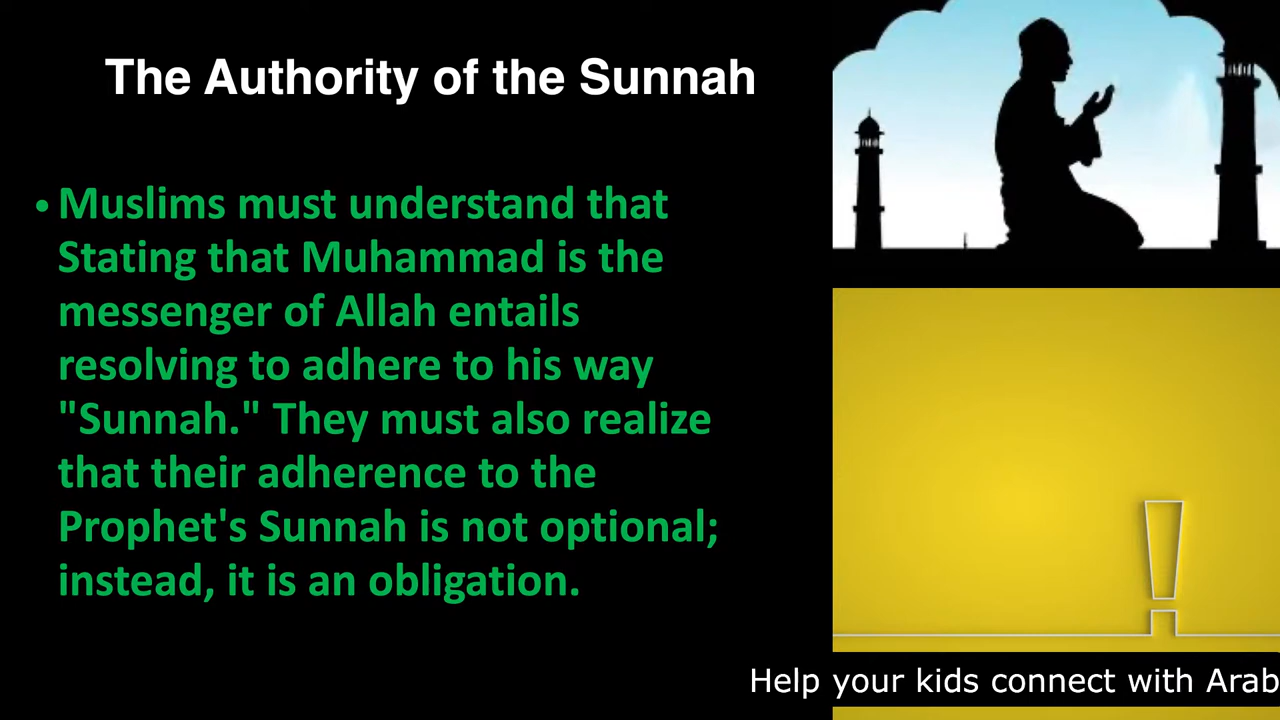 The Authority of the Sunnah
• Muslims must understand that
Stating that Muhammad is the
messenger of Allah entails
resolving to adhere to his way
"Sunnah." They must also realize
that their adherence to the
Prophet's Sunnah is not optional;
instead, it is an obligation.
!
Help your kids connect with Arab